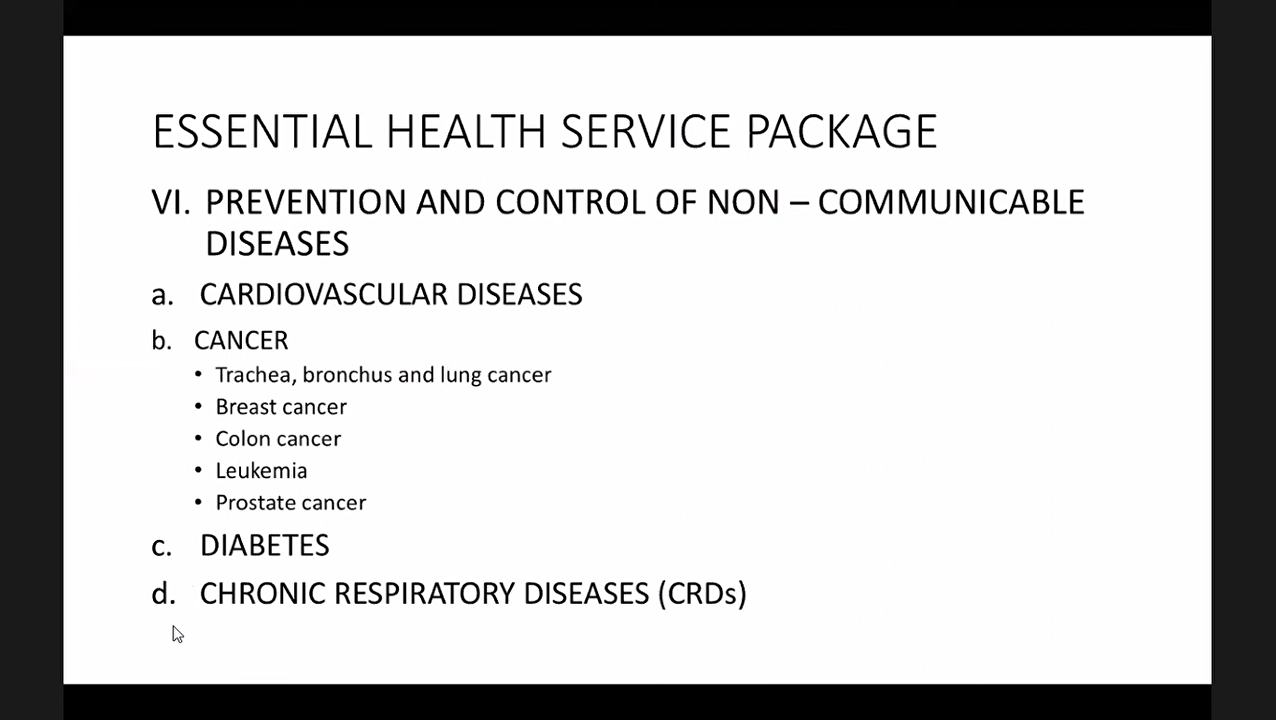 ESSENTIAL HEALTH SERVICE PACKAGE
VI. PREVENTION AND CONTROL OF NON – COMMUNICABLE
DISEASES
a. CARDIOVASCULAR DISEASES
b. CANCER
• Trachea, bronchus and lung cancer
• Breast cancer
• Colon cancer
• Leukemia
• Prostate cancer
c. DIABETES
d. CHRONIC RESPIRATORY DISEASES (CRDs)